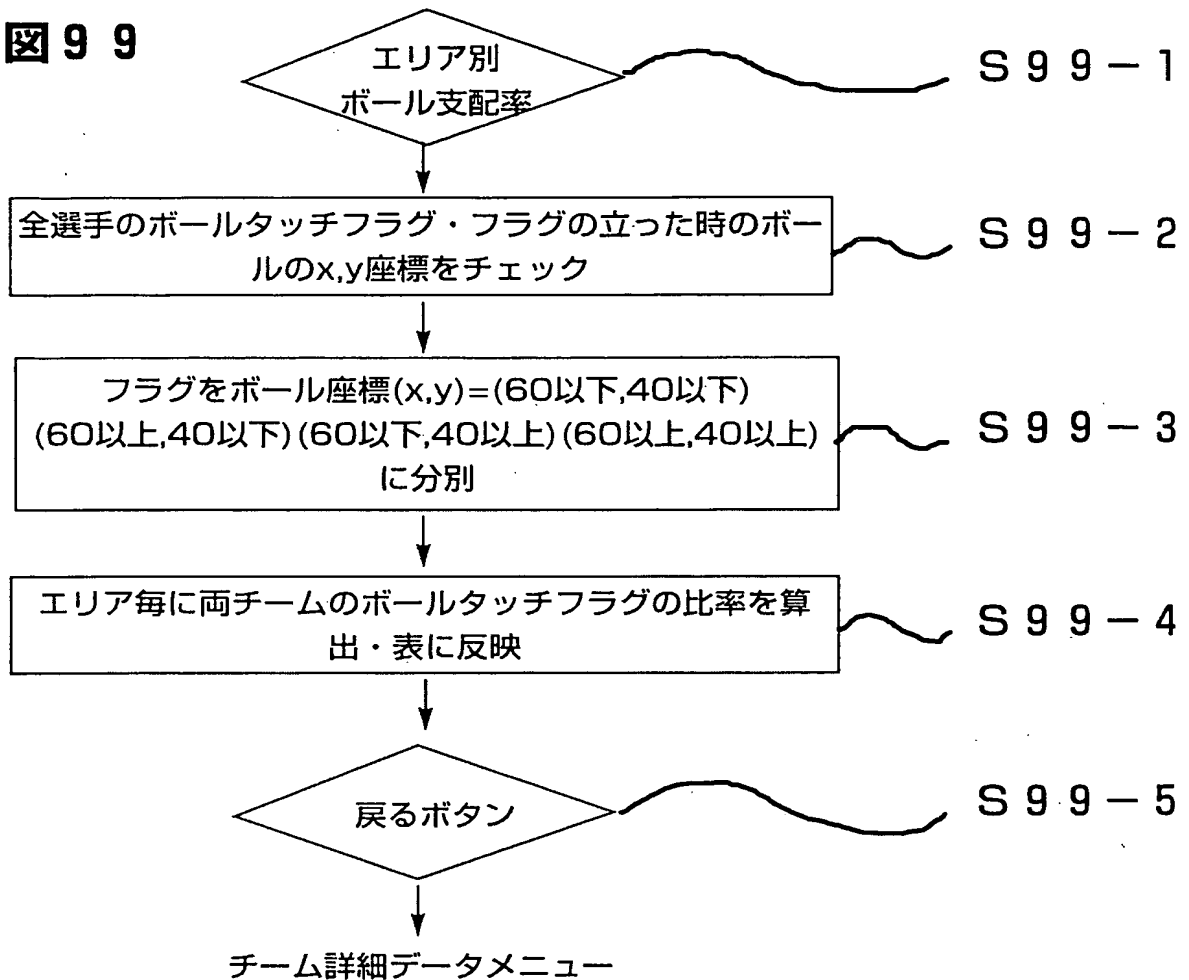 図99
エリア別
ボール支配率
S99-1
全選手のボールタッチフラグ・フラグの立った時のボー
ルのx,y座標をチェック
S99-2
フラグをボール座標(x,y)=(60以下,40以下)
(60以上,40以下)(60以下,40以上)(60以上,40以上)
に分別
S99-3
エリア毎に両チームのボールタッチフラグの比率を算
出・表に反映
S99-4
戻るボタン
S99-5
チーム詳細データメニュー